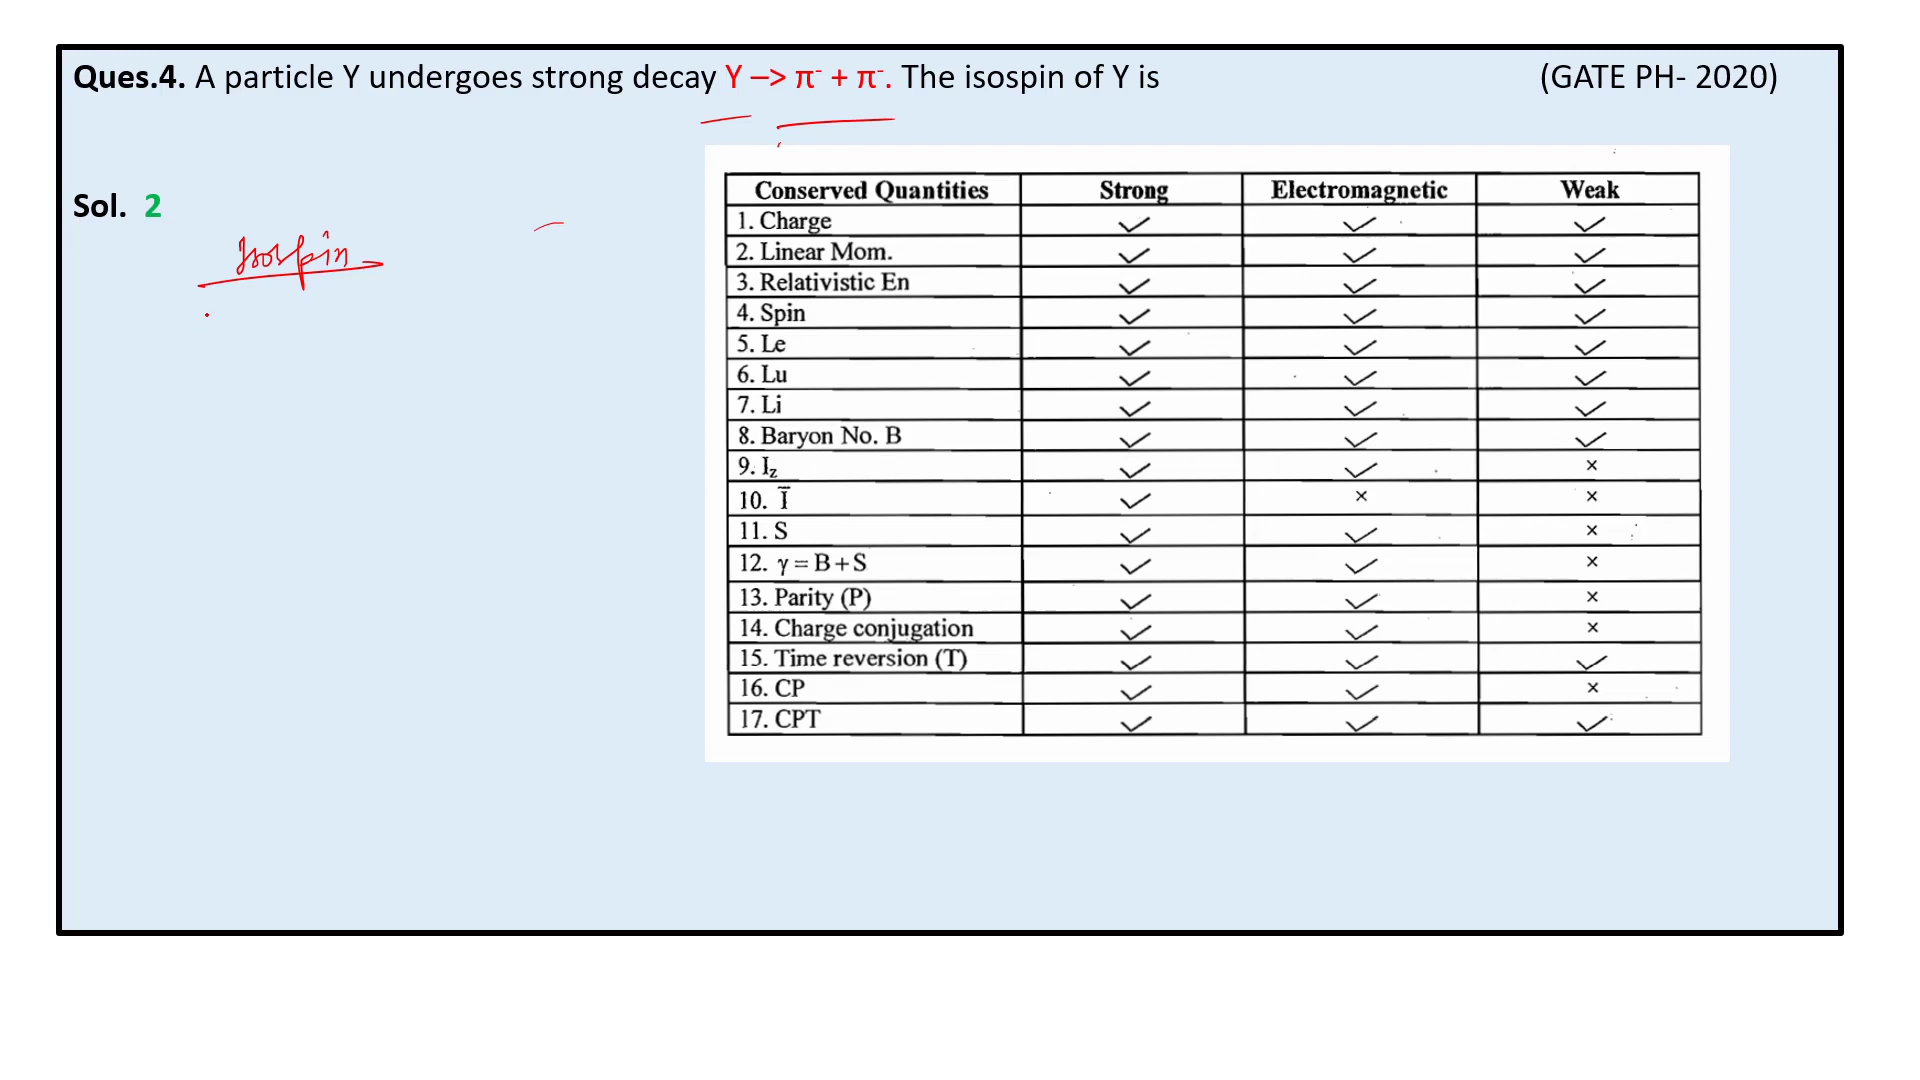 Ques.4. A particle Y undergoes strong decay Y –> π⁻ + π⁻. The isospin of Y is (GATE PH- 2020)
Sol. 2
Isospin
Conserved Quantities Strong Electromagnetic Weak
1. Charge ✓ ✓ ✓
2. Linear Mom. ✓ ✓ ✓
3. Relativistic En ✓ ✓ ✓
4. Spin ✓ ✓ ✓
5. Le ✓ ✓ ✓
6. Lu ✓ ✓ ✓
7. Li ✓ ✓ ✓
8. Baryon No. B ✓ ✓ ✓
9. I_z ✓ ✓ ×
10. Ī ✓ × ×
11. S ✓ ✓ ×
12. γ = B + S ✓ ✓ ×
13. Parity (P) ✓ ✓ ×
14. Charge conjugation ✓ ✓ ×
15. Time reversion (T) ✓ ✓ ✓
16. CP ✓ ✓ ×
17. CPT ✓ ✓ ✓